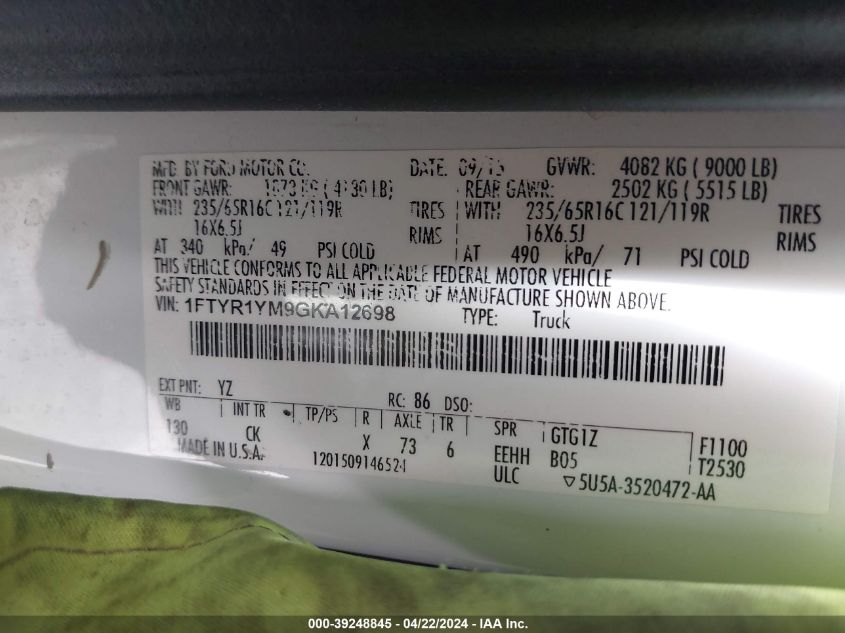 MFD. BY FORD MOTOR CO. DATE: 09/15 GVWR: 4082 KG ( 9000 LB)
FRONT GAWR: KG ( LB) REAR GAWR: 2502 KG ( 5515 LB)
WITH 235/65R16C 121/119R TIRES WITH 235/65R16C 121/119R TIRES
16X6.5J RIMS 16X6.5J RIMS
AT 340 kPa/ 49 PSI COLD AT 490 kPa/ 71 PSI COLD
THIS VEHICLE CONFORMS TO ALL APPLICABLE FEDERAL MOTOR VEHICLE
SAFETY STANDARDS IN EFFECT ON THE DATE OF MANUFACTURE SHOWN ABOVE.
VIN: 1FTYR1YM9GKA12698 TYPE: Truck
EXT PNT: YZ RC: 86 DSO:
WB INT TR TP/PS R AXLE TR SPR GTG1Z F1100
130 CK X 73 6 EEHH B05 T2530
MADE IN U.S.A. 1201509146524 ULC ▽5U5A-3520472-AA
000-39248845 - 04/22/2024 - IAA Inc.